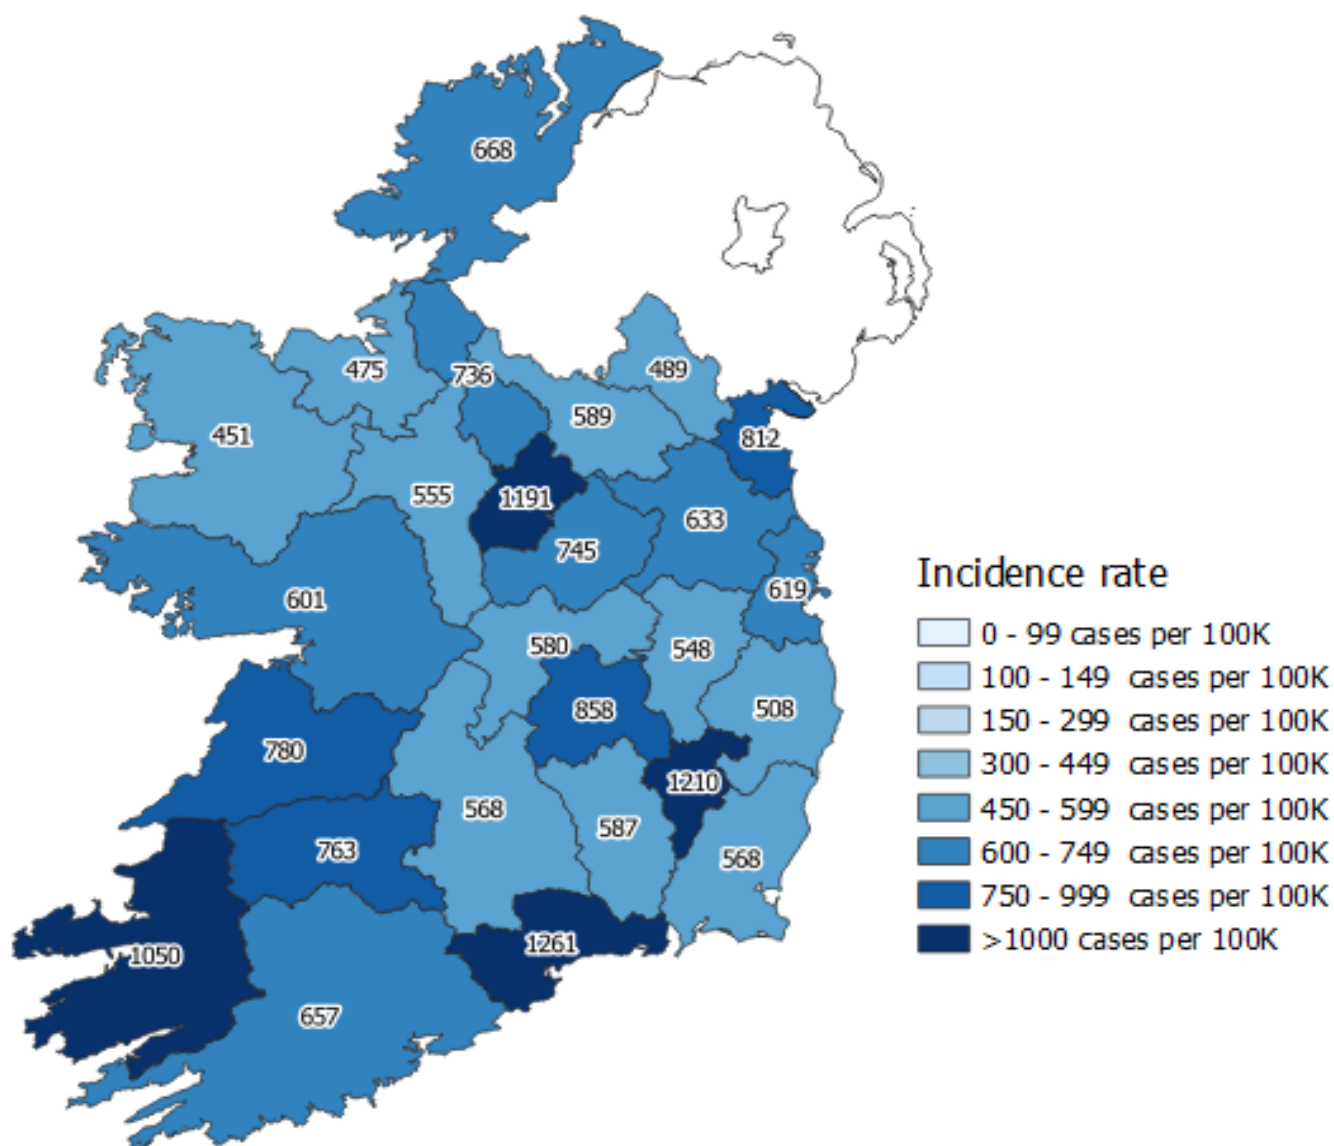 668
475
736
489
589
451
812
555
1191
633
745
601
619
580
548
858
508
780
1210
568
587
763
568
1261
1050
657
Incidence rate
0 - 99 cases per 100K
100 - 149 cases per 100K
150 - 299 cases per 100K
300 - 449 cases per 100K
450 - 599 cases per 100K
600 - 749 cases per 100K
750 - 999 cases per 100K
>1000 cases per 100K